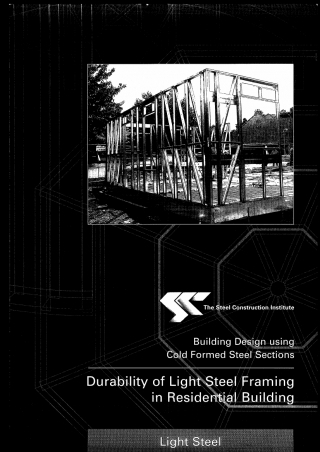 The Steel Construction Institute
Building Design using
Cold Formed Steel Sections
Durability of Light Steel Framing
in Residential Building
Light Steel